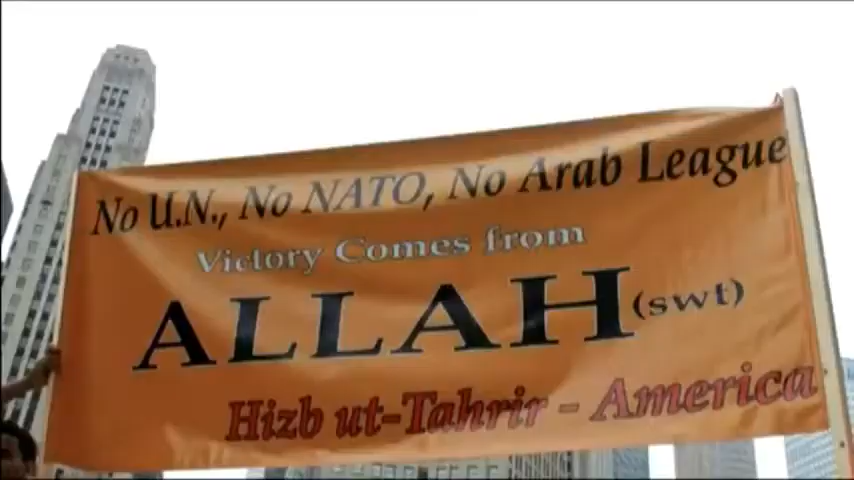 No U.N., No NATO, No Arab League
Victory Comes from
ALLAH (swt)
Hizb ut-Tahrir - America